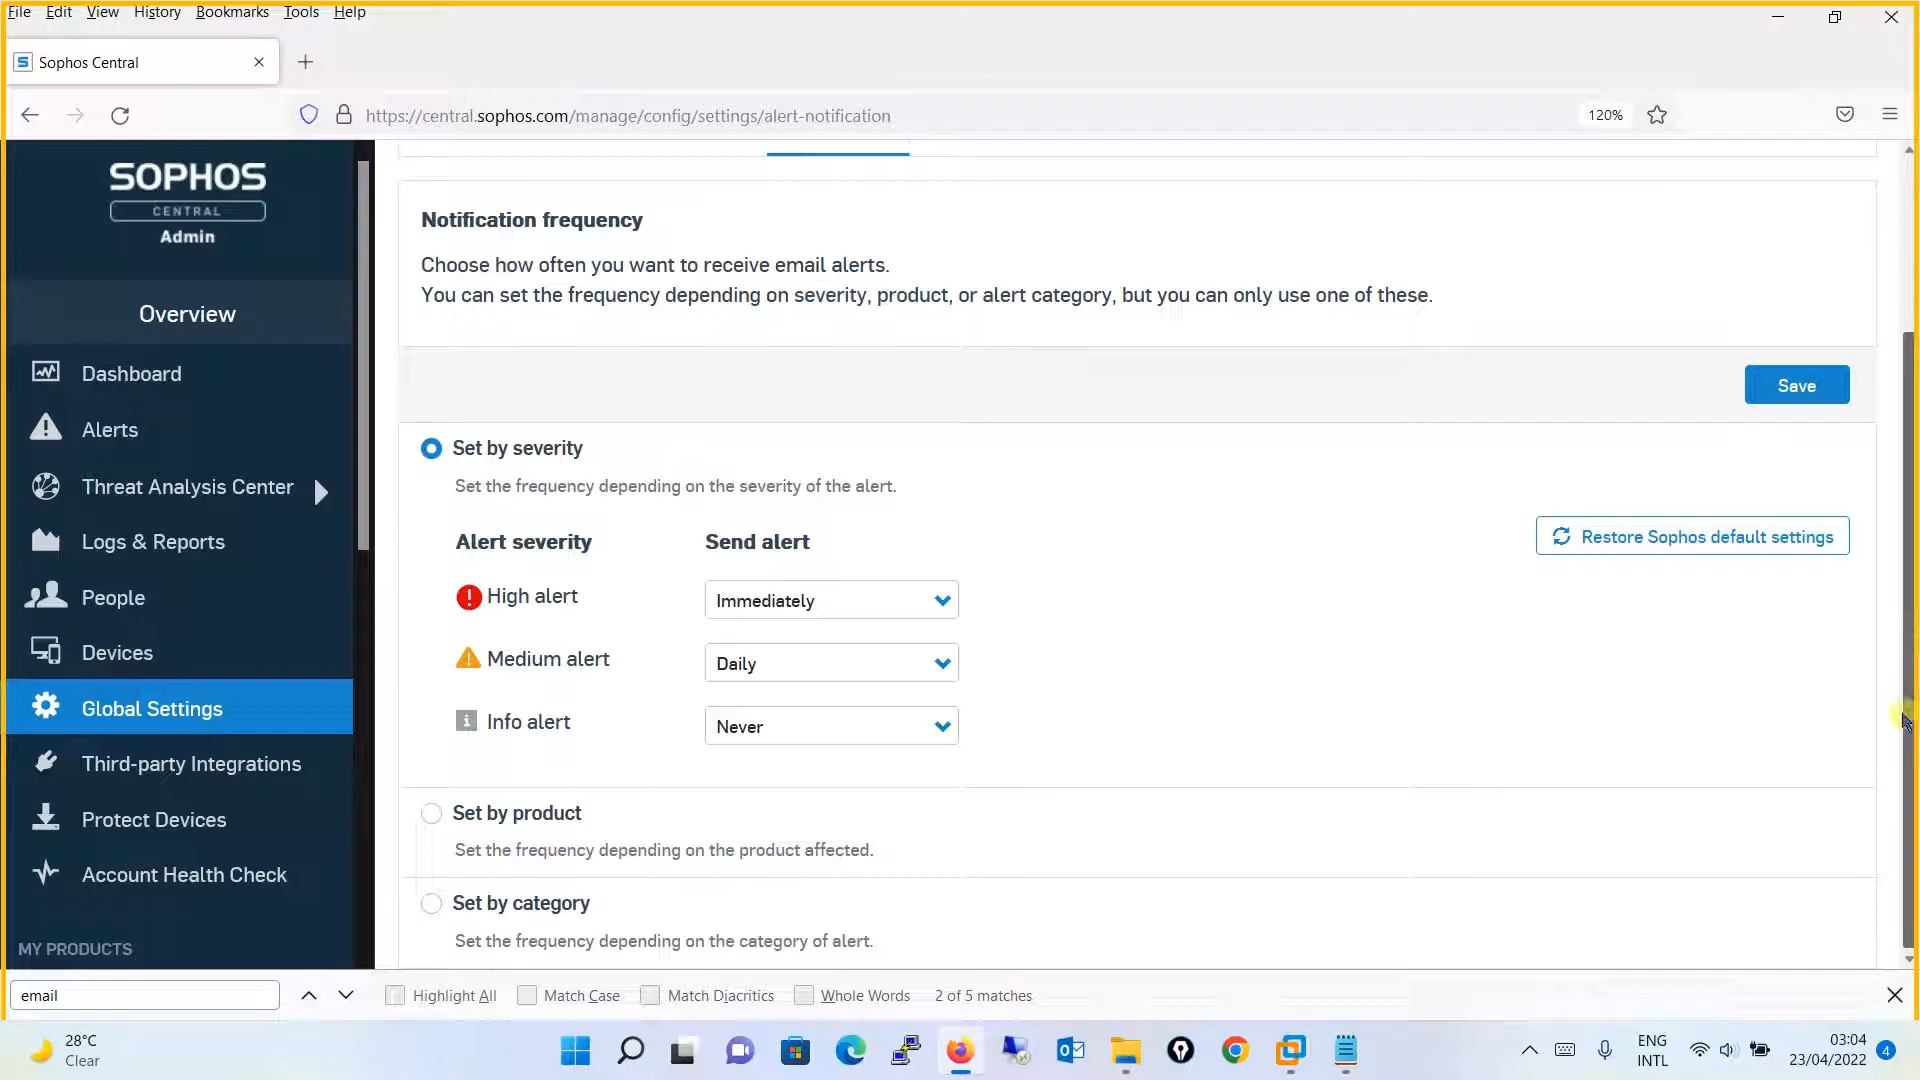 File Edit View History Bookmarks Tools Help
S Sophos Central
https://central.sophos.com/manage/config/settings/alert-notification
120%
SOPHOS
CENTRAL
Admin
Overview
Dashboard
Alerts
Threat Analysis Center
Logs & Reports
People
Devices
Global Settings
Third-party Integrations
Protect Devices
Account Health Check
MY PRODUCTS
Notification frequency
Choose how often you want to receive email alerts.
You can set the frequency depending on severity, product, or alert category, but you can only use one of these.
Save
Set by severity
Set the frequency depending on the severity of the alert.
Alert severity Send alert
Restore Sophos default settings
High alert Immediately
Medium alert Daily
Info alert Never
Set by product
Set the frequency depending on the product affected.
Set by category
Set the frequency depending on the category of alert.
email Highlight All Match Case Match Diacritics Whole Words 2 of 5 matches
28°C
Clear
ENG
INTL
03:04
23/04/2022
4